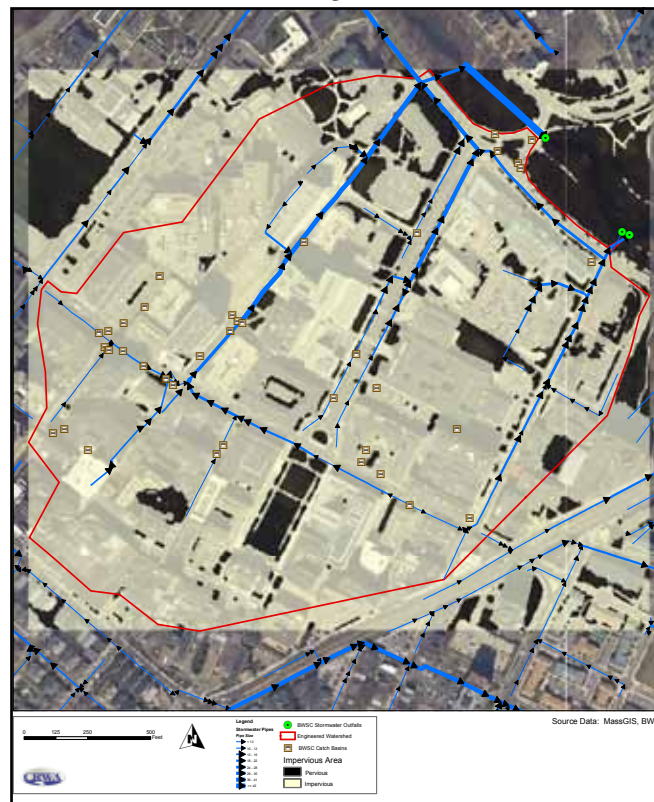 0 125 250 500
Feet
CRWA
Legend
Stormwater Pipes
Pipe Size
BWSC Stormwater Outfalls
Engineered Watershed
BWSC Catch Basins
Impervious Area
Pervious
Impervious
Source Data: MassGIS, BW